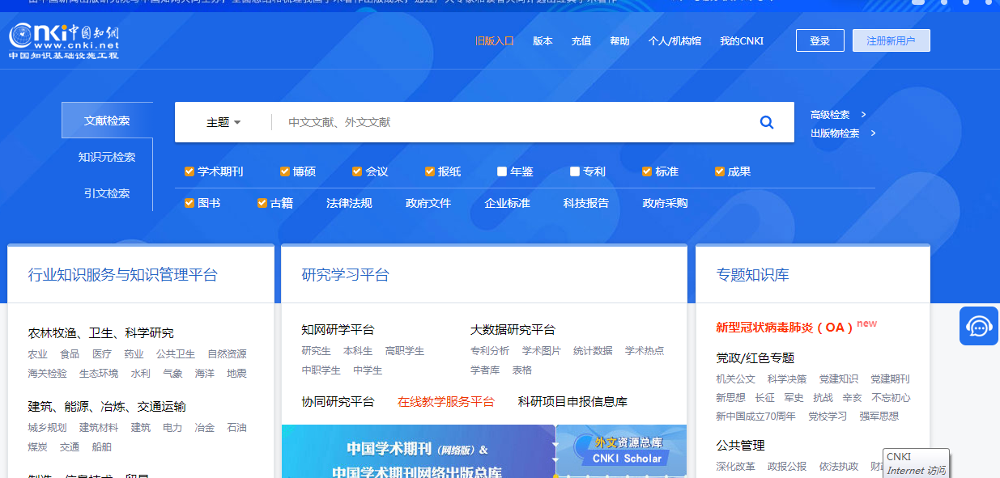 CNKI 中国知网
www.cnki.net
中国知识基础设施工程
旧版入口 版本 充值 帮助 个人/机构馆 我的CNKI 登录 注册新用户
文献检索
知识元检索
引文检索
主题 中文文献、外文文献
高级检索 >
出版物检索 >
学术期刊 博硕 会议 报纸 年鉴 专利 标准 成果
图书 古籍 法律法规 政府文件 企业标准 科技报告 政府采购
行业知识服务与知识管理平台
农林牧渔、卫生、科学研究
农业 食品 医疗 药业 公共卫生 自然资源
海关检验 生态环境 水利 气象 海洋 地震
建筑、能源、冶炼、交通运输
城乡规划 建筑材料 建筑 电力 冶金 石油
煤炭 交通 船舶
研究学习平台
知网研学平台
研究生 本科生 高职学生
中职学生 中学生
大数据研究平台
专利分析 学术图片 统计数据 学术热点
学者库 表格
协同研究平台 在线教学服务平台 科研项目申报信息库
中国学术期刊（网络版）&
中国学术期刊网络出版总库
外文资源总库
CNKI Scholar
专题知识库
新型冠状病毒肺炎（OA）new
党政/红色专题
机关公文 科学决策 党建知识 党建期刊
新思想 长征 军史 抗战 辛亥 不忘初心
新中国成立70周年 党校学习 强军思想
公共管理
深化改革 政报公报 依法执政
CNKI
Internet 访问